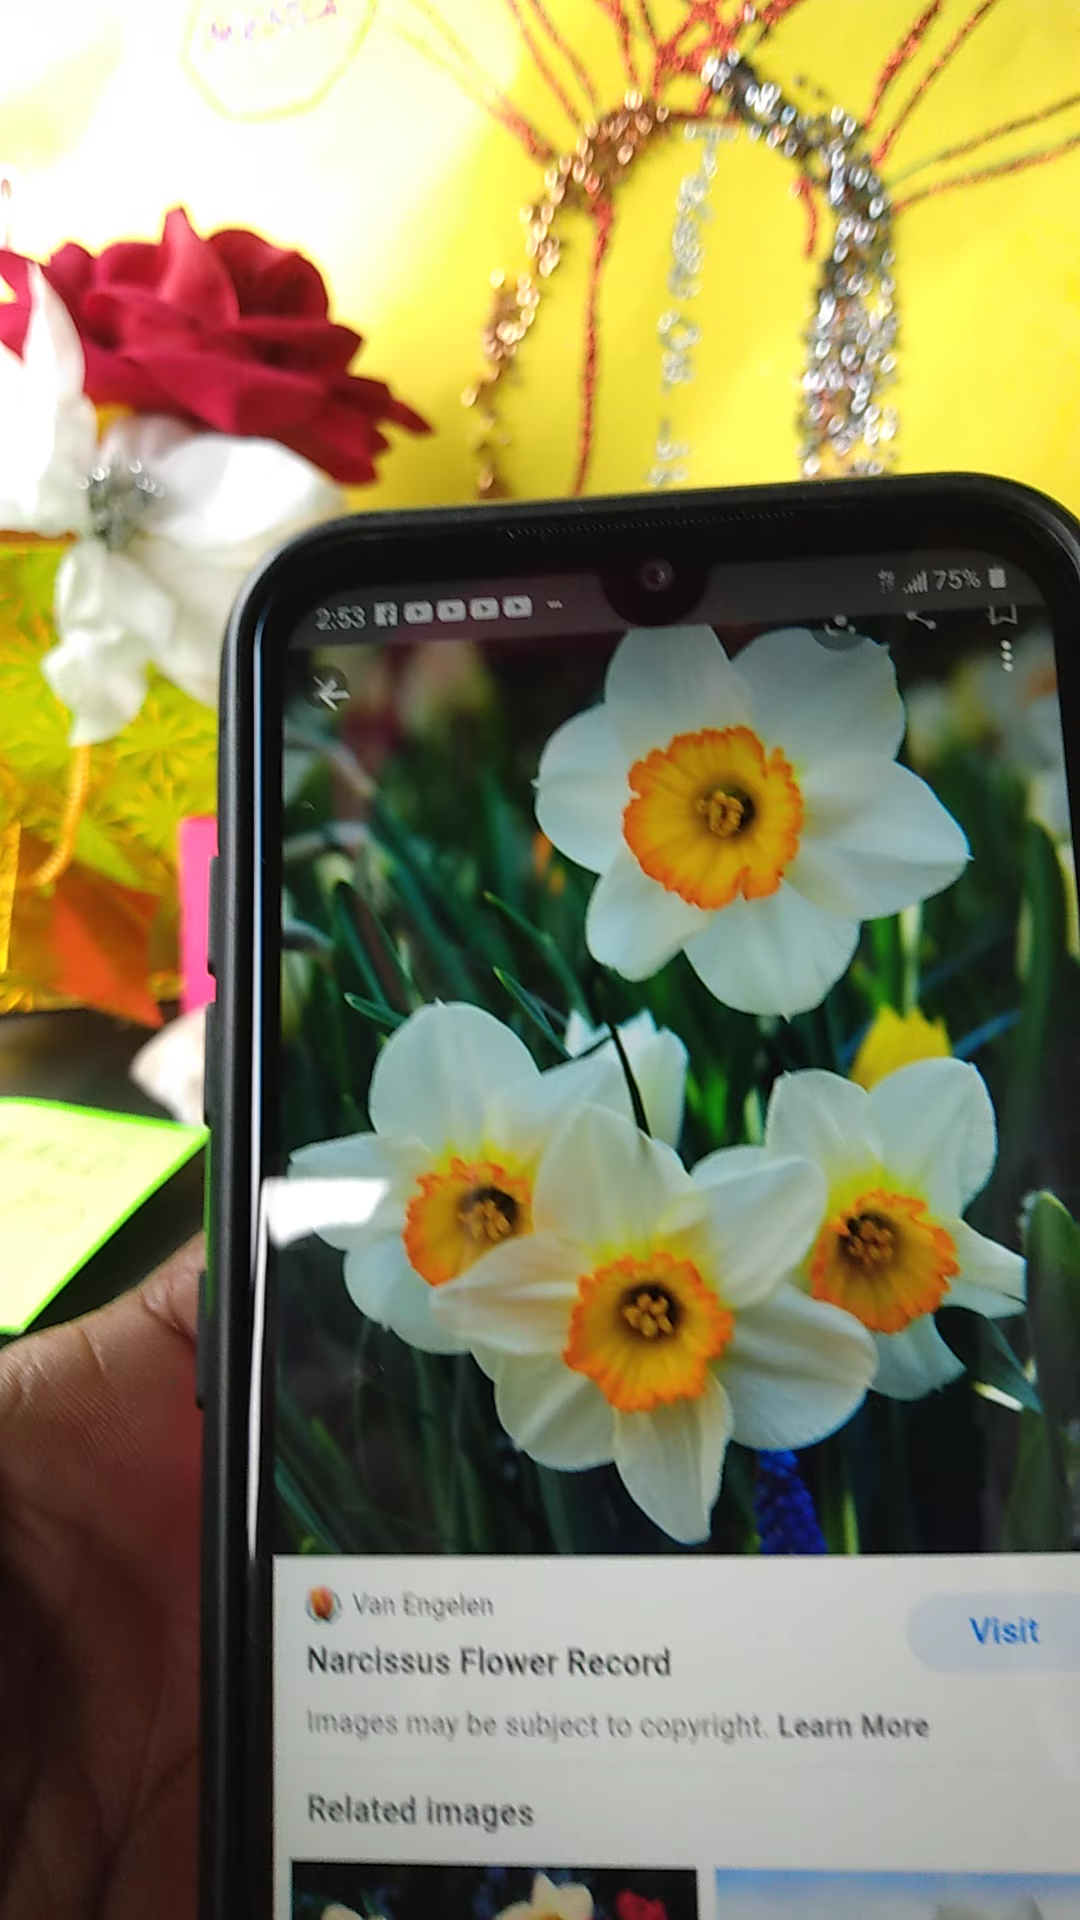 2:53
75%
Van Engelen
Visit
Narcissus Flower Record
Images may be subject to copyright. Learn More
Related images